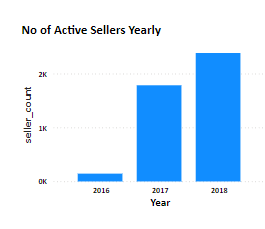 No of Active Sellers Yearly
seller_count
2K
1K
0K
2016 2017 2018
Year